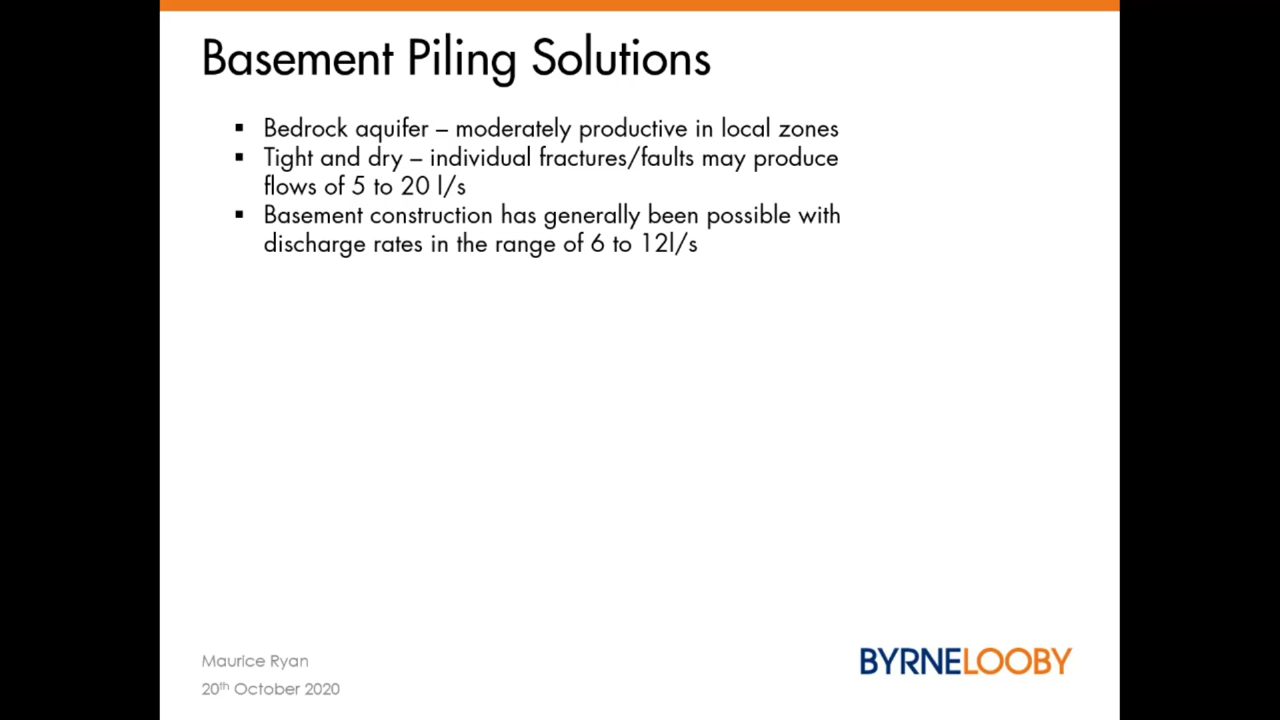 Basement Piling Solutions
▪ Bedrock aquifer – moderately productive in local zones
▪ Tight and dry – individual fractures/faults may produce
flows of 5 to 20 l/s
▪ Basement construction has generally been possible with
discharge rates in the range of 6 to 12l/s
Maurice Ryan
20th October 2020
BYRNELOOBY